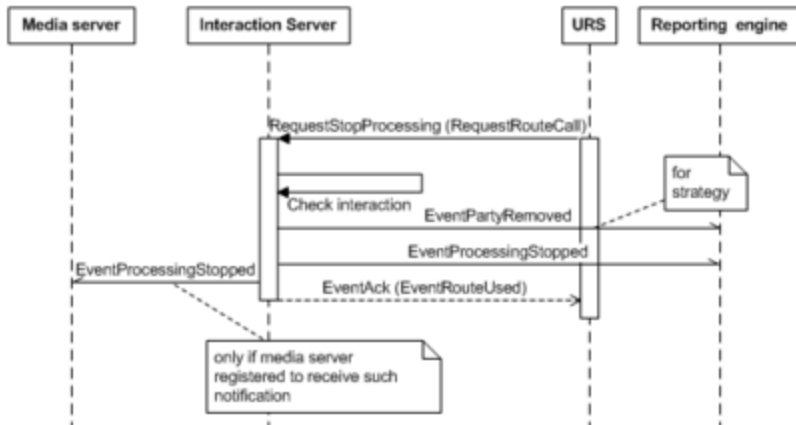 Media server
Interaction Server
URS
Reporting engine
RequestStopProcessing (RequestRouteCall)
for
strategy
Check interaction
EventPartyRemoved
EventProcessingStopped
EventProcessingStopped
EventAck (EventRouteUsed)
only if media server
registered to receive such
notification